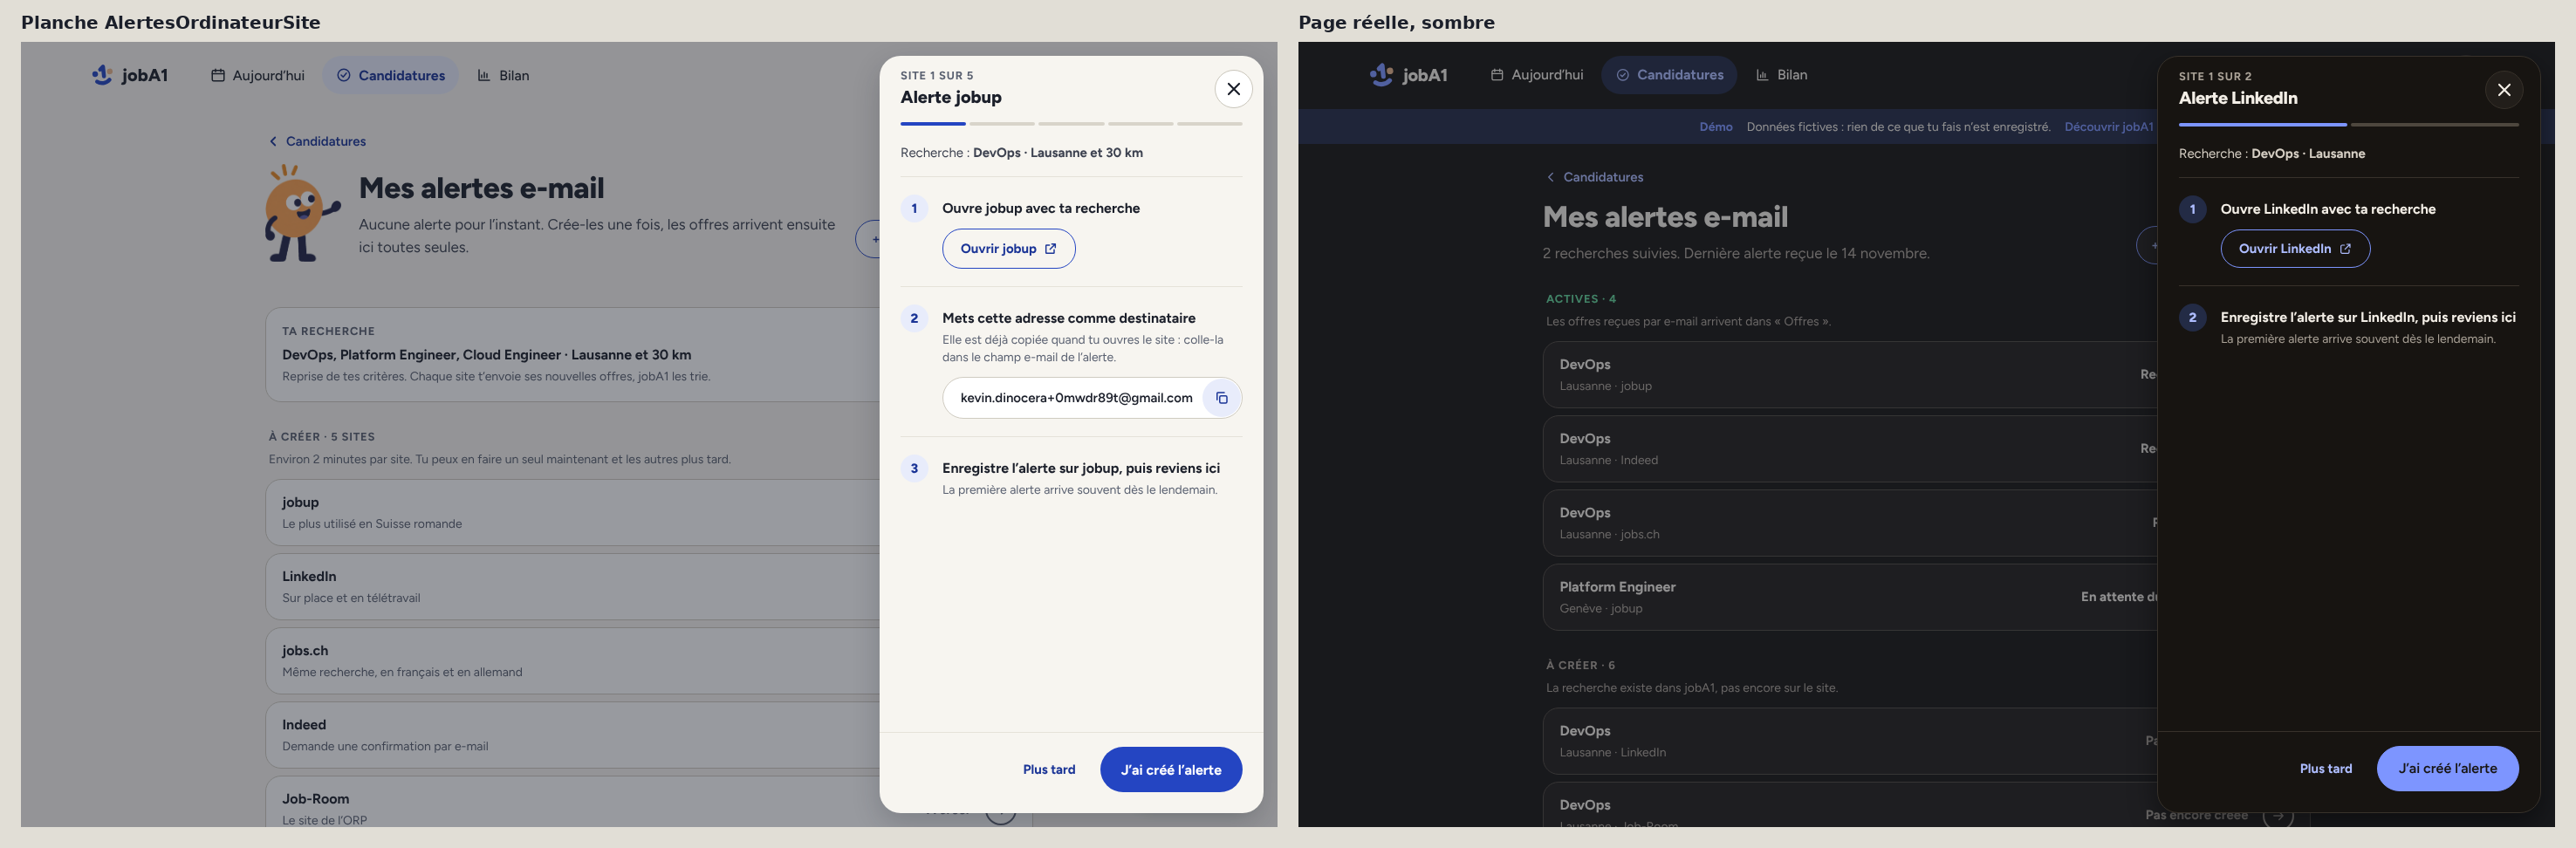 Planche AlertesOrdinateurSite
jobA1
Aujourd’hui
Candidatures
Bilan
Candidatures
Mes alertes e-mail
Aucune alerte pour l’instant. Crée-les une fois, les offres arrivent ensuite
ici toutes seules.
+
TA RECHERCHE
DevOps, Platform Engineer, Cloud Engineer · Lausanne et 30 km
Reprise de tes critères. Chaque site t’envoie ses nouvelles offres, jobA1 les trie.
À CRÉER · 5 SITES
Environ 2 minutes par site. Tu peux en faire un seul maintenant et les autres plus tard.
jobup
Le plus utilisé en Suisse romande
LinkedIn
Sur place et en télétravail
jobs.ch
Même recherche, en français et en allemand
Indeed
Demande une confirmation par e-mail
Job-Room
Le site de l’ORP
SITE 1 SUR 5
Alerte jobup
Recherche : DevOps · Lausanne et 30 km
1
Ouvre jobup avec ta recherche
Ouvrir jobup
2
Mets cette adresse comme destinataire
Elle est déjà copiée quand tu ouvres le site : colle-la
dans le champ e-mail de l’alerte.
kevin.dinocera+0mwdr89t@gmail.com
3
Enregistre l’alerte sur jobup, puis reviens ici
La première alerte arrive souvent dès le lendemain.
Plus tard
J’ai créé l’alerte
Page réelle, sombre
jobA1
Aujourd’hui
Candidatures
Bilan
Démo
Données fictives : rien de ce que tu fais n’est enregistré.
Découvrir jobA1
Candidatures
Mes alertes e-mail
2 recherches suivies. Dernière alerte reçue le 14 novembre.
+
ACTIVES · 4
Les offres reçues par e-mail arrivent dans « Offres ».
DevOps
Lausanne · jobup
Re
DevOps
Lausanne · Indeed
Re
DevOps
Lausanne · jobs.ch
Platform Engineer
Genève · jobup
En attente du
À CRÉER · 6
La recherche existe dans jobA1, pas encore sur le site.
DevOps
Lausanne · LinkedIn
Pa
DevOps
Lausanne · Job-Room
Pas encore créée
SITE 1 SUR 2
Alerte LinkedIn
Recherche : DevOps · Lausanne
1
Ouvre LinkedIn avec ta recherche
Ouvrir LinkedIn
2
Enregistre l’alerte sur LinkedIn, puis reviens ici
La première alerte arrive souvent dès le lendemain.
Plus tard
J’ai créé l’alerte